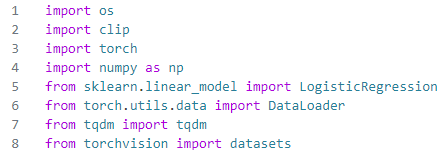 1 import os
2 import clip
3 import torch
4 import numpy as np
5 from sklearn.linear_model import LogisticRegression
6 from torch.utils.data import DataLoader
7 from tqdm import tqdm
8 from torchvision import datasets